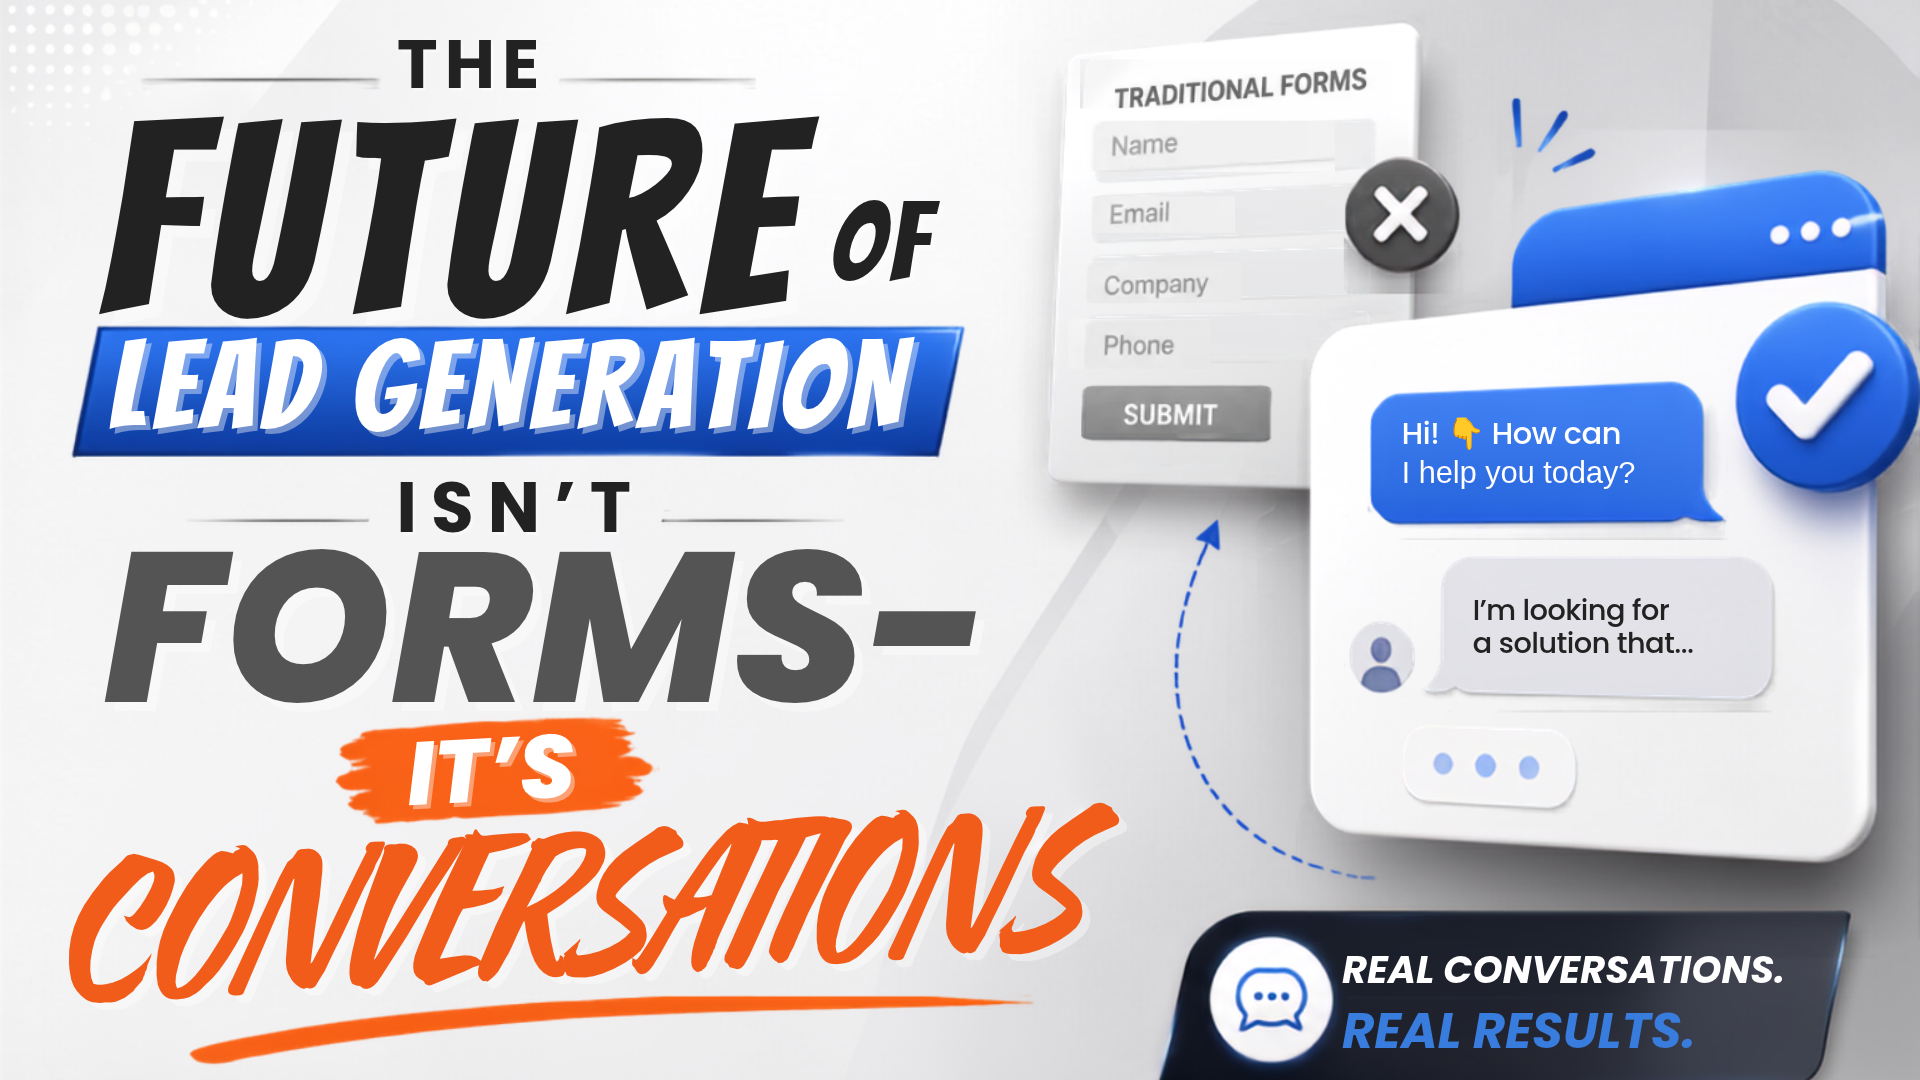 THE
FUTURE OF
LEAD GENERATION
ISN’T
FORMS-
IT’S
CONVERSATIONS
TRADITIONAL FORMS
Name
Email
Company
Phone
SUBMIT
Hi! 👇 How can
I help you today?
I’m looking for
a solution that...
REAL CONVERSATIONS.
REAL RESULTS.